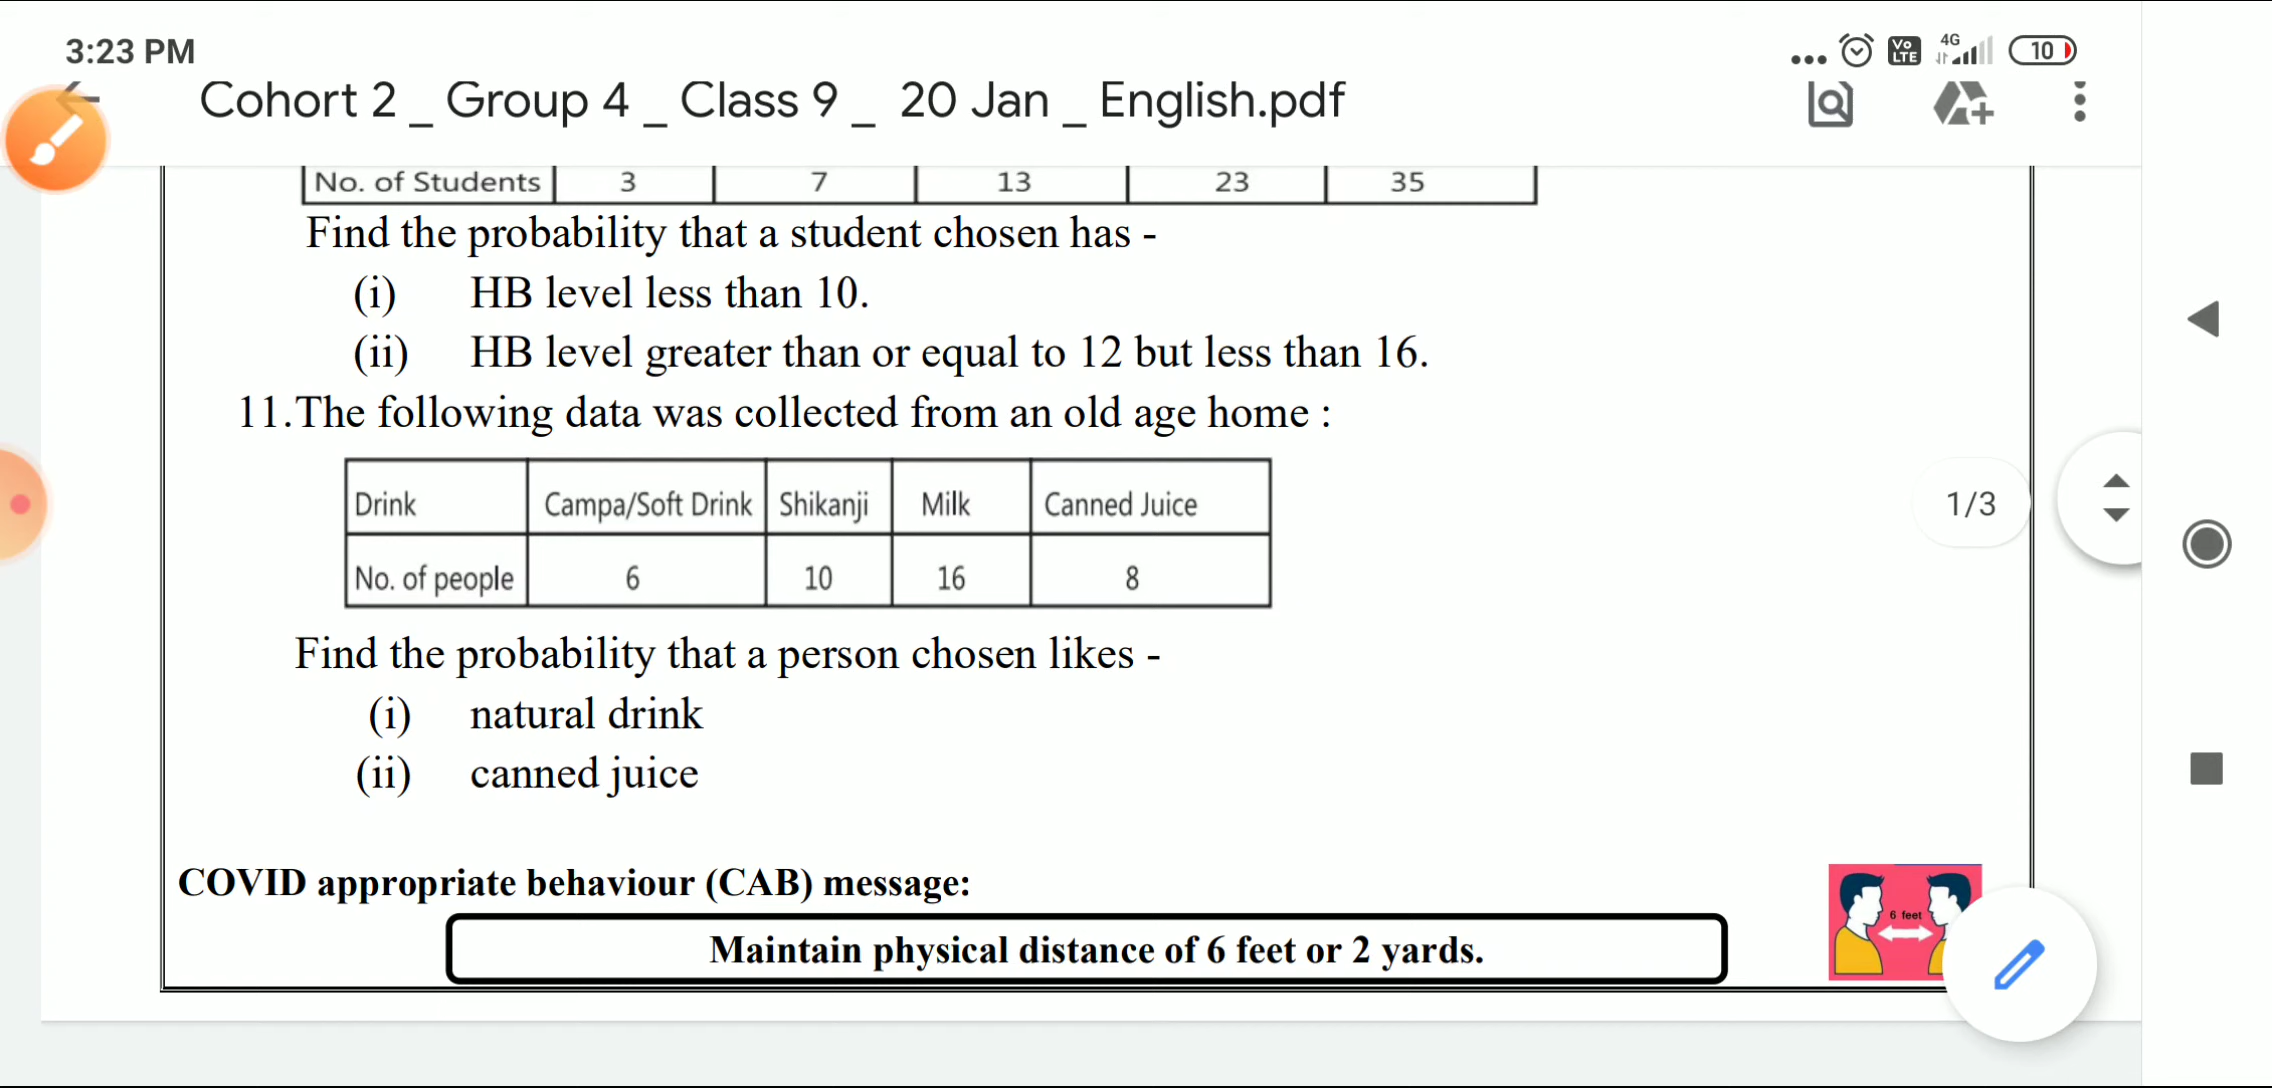 3:23 PM
Vo LTE 4G 10
Cohort 2 _ Group 4 _ Class 9 _ 20 Jan _ English.pdf
No. of Students 3 7 13 23 35
Find the probability that a student chosen has -
(i) HB level less than 10.
(ii) HB level greater than or equal to 12 but less than 16.
11.The following data was collected from an old age home :
Drink Campa/Soft Drink Shikanji Milk Canned Juice
No. of people 6 10 16 8
1/3
Find the probability that a person chosen likes -
(i) natural drink
(ii) canned juice
COVID appropriate behaviour (CAB) message:
6 feet
Maintain physical distance of 6 feet or 2 yards.